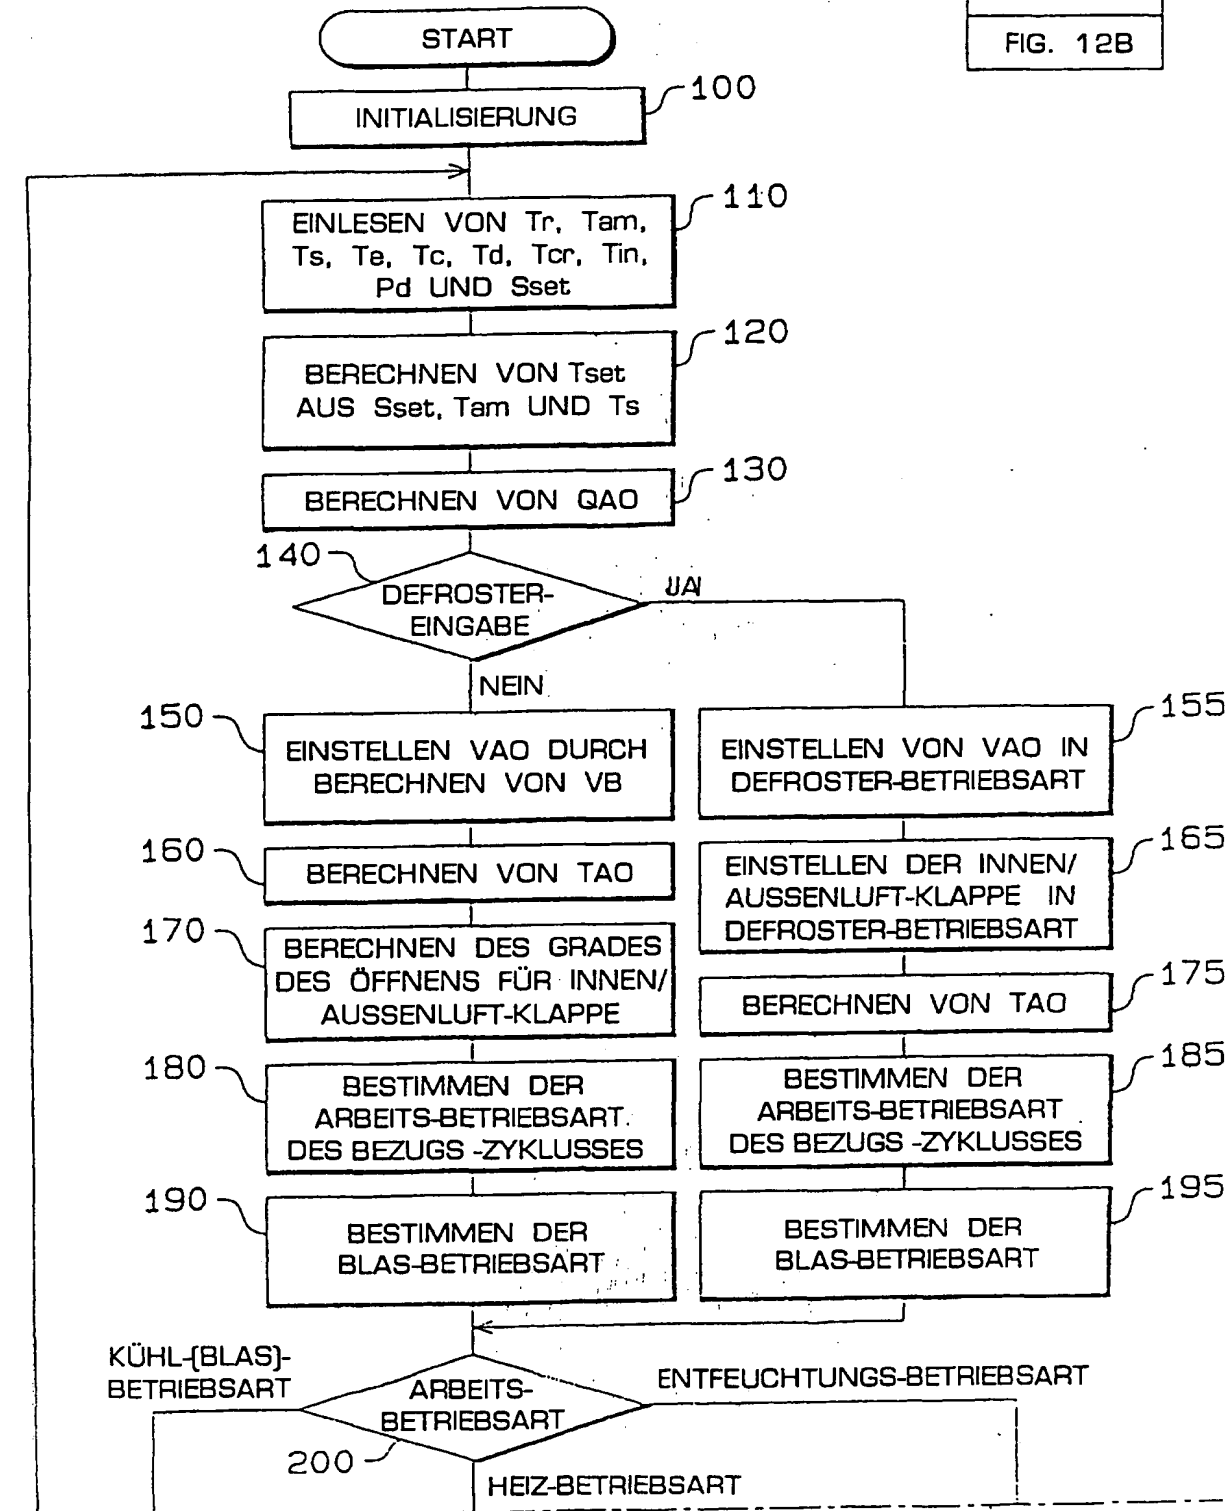 START
FIG. 12B
100
INITIALISIERUNG
110
EINLESEN VON Tr, Tam,
Ts, Te, Tc, Td, Tcr, Tin,
Pd UND Sset
120
BERECHNEN VON Tset
AUS Sset, Tam UND Ts
130
BERECHNEN VON QAO
140
DEFROSTER-
EINGABE
JA
NEIN
150
EINSTELLEN VAO DURCH
BERECHNEN VON VB
155
EINSTELLEN VON VAO IN
DEFROSTER-BETRIEBSART
160
BERECHNEN VON TAO
165
EINSTELLEN DER INNEN/
AUSSENLUFT-KLAPPE IN
DEFROSTER-BETRIEBSART
170
BERECHNEN DES GRADES
DES ÖFFNENS FÜR INNEN/
AUSSENLUFT-KLAPPE
175
BERECHNEN VON TAO
180
BESTIMMEN DER
ARBEITS-BETRIEBSART
DES BEZUGS-ZYKLUSSES
185
BESTIMMEN DER
ARBEITS-BETRIEBSART
DES BEZUGS-ZYKLUSSES
190
BESTIMMEN DER
BLAS-BETRIEBSART
195
BESTIMMEN DER
BLAS-BETRIEBSART
KÜHL-(BLAS)-
BETRIEBSART
ARBEITS-
BETRIEBSART
ENTFEUCHTUNGS-BETRIEBSART
200
HEIZ-BETRIEBSART